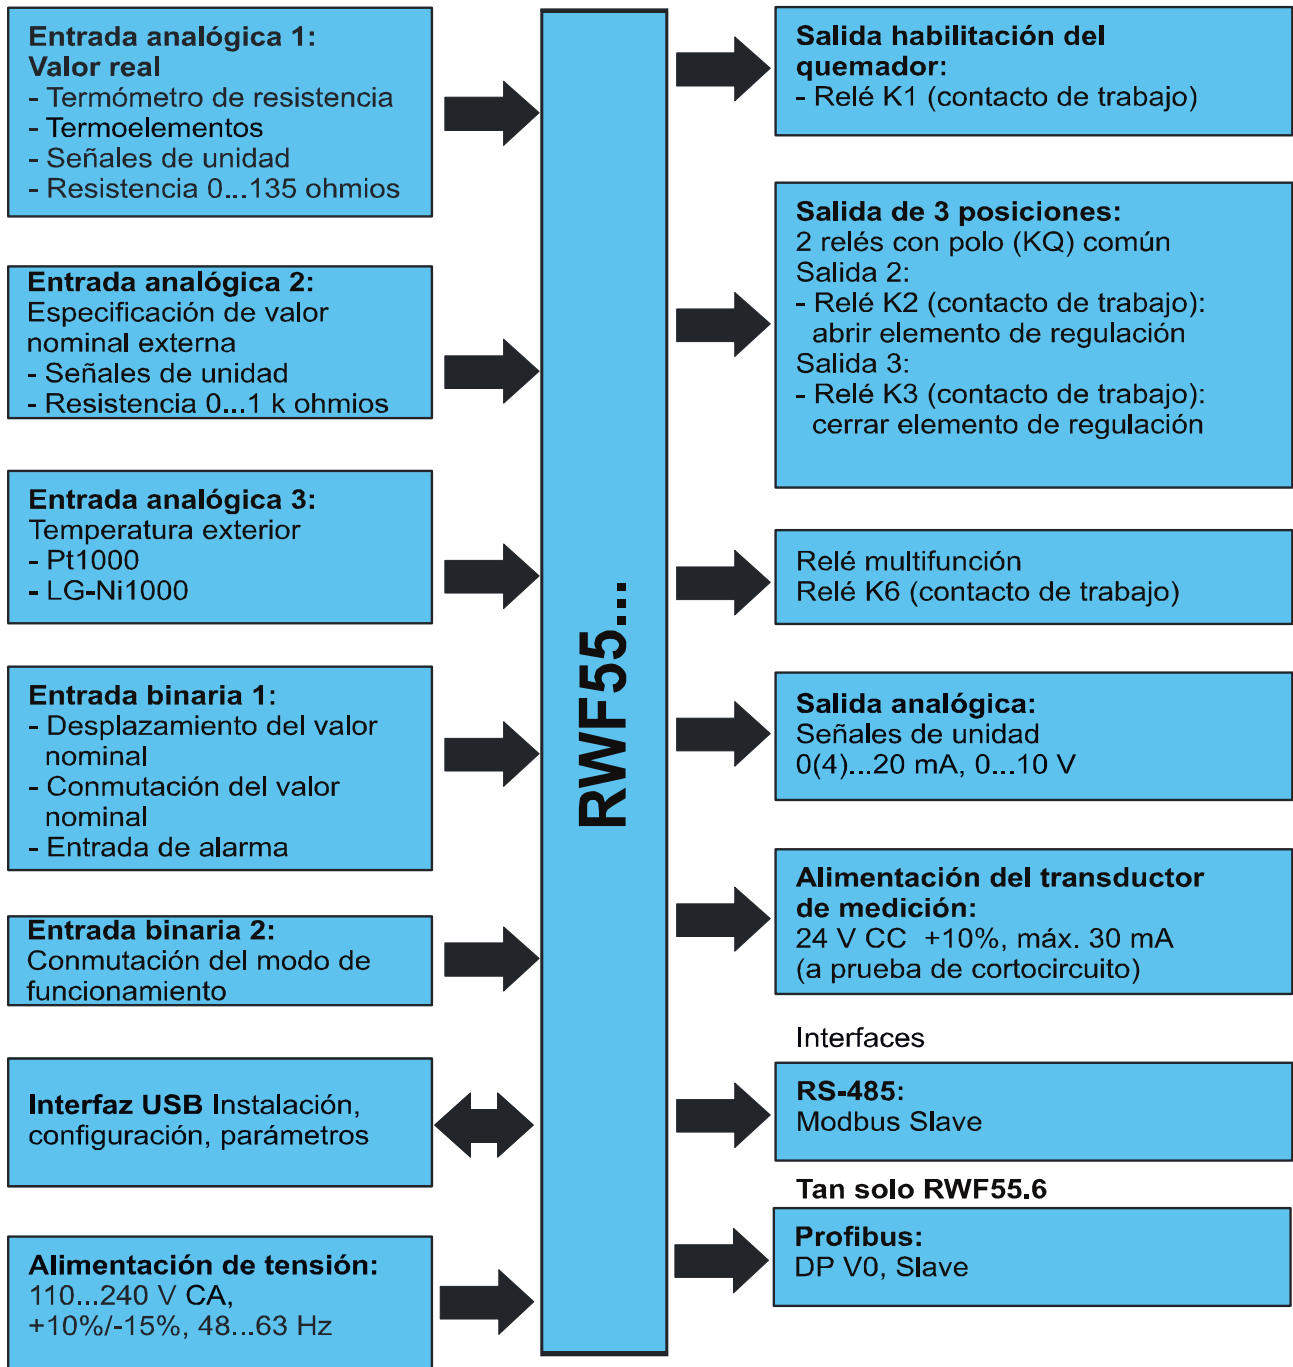 Entrada analógica 1:
Valor real
- Termómetro de resistencia
- Termoelementos
- Señales de unidad
- Resistencia 0...135 ohmios
Entrada analógica 2:
Especificación de valor
nominal externa
- Señales de unidad
- Resistencia 0...1 k ohmios
Entrada analógica 3:
Temperatura exterior
- Pt1000
- LG-Ni1000
Entrada binaria 1:
- Desplazamiento del valor
nominal
- Conmutación del valor
nominal
- Entrada de alarma
Entrada binaria 2:
Conmutación del modo de
funcionamiento
Interfaz USB Instalación,
configuración, parámetros
Alimentación de tensión:
110...240 V CA,
+10%/-15%, 48...63 Hz
RWF55...
Salida habilitación del
quemador:
- Relé K1 (contacto de trabajo)
Salida de 3 posiciones:
2 relés con polo (KQ) común
Salida 2:
- Relé K2 (contacto de trabajo):
abrir elemento de regulación
Salida 3:
- Relé K3 (contacto de trabajo):
cerrar elemento de regulación
Relé multifunción
Relé K6 (contacto de trabajo)
Salida analógica:
Señales de unidad
0(4)...20 mA, 0...10 V
Alimentación del transductor
de medición:
24 V CC +10%, máx. 30 mA
(a prueba de cortocircuito)
Interfaces
RS-485:
Modbus Slave
Tan solo RWF55.6
Profibus:
DP V0, Slave